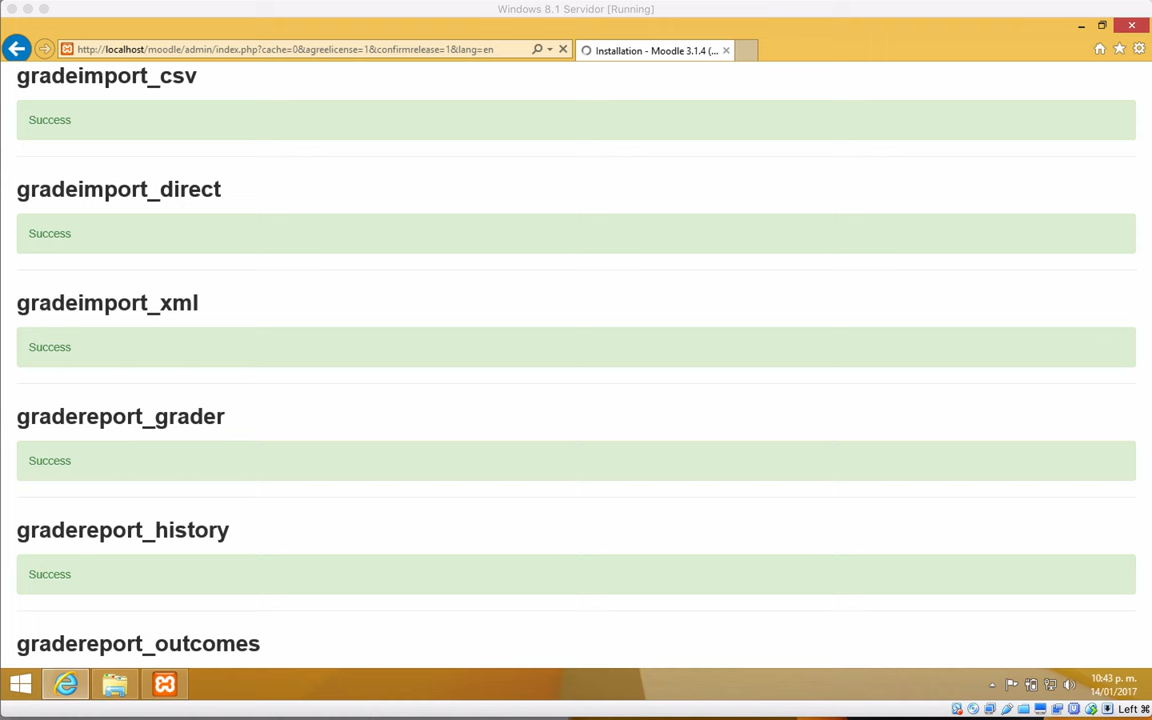 Windows 8.1 Servidor [Running]
http://localhost/moodle/admin/index.php?cache=0&agreelicense=1&confirmrelease=1&lang=en
Installation - Moodle 3.1.4 (...
gradeimport_csv
Success
gradeimport_direct
Success
gradeimport_xml
Success
gradereport_grader
Success
gradereport_history
Success
gradereport_outcomes
10:43 p. m.
14/01/2017
Left ⌘